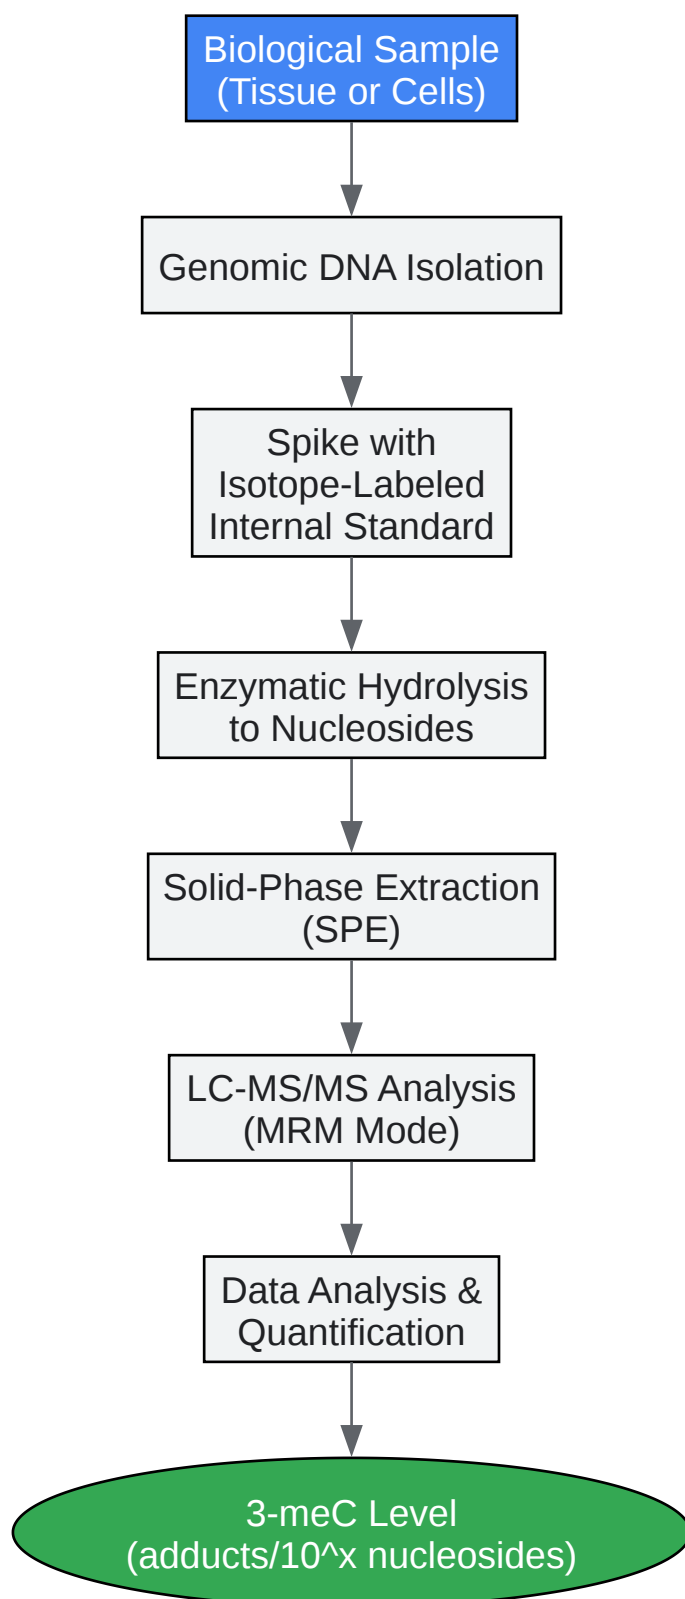 Biological Sample
(Tissue or Cells)
Genomic DNA Isolation
Spike with
Isotope-Labeled
Internal Standard
Enzymatic Hydrolysis
to Nucleosides
Solid-Phase Extraction
(SPE)
LC-MS/MS Analysis
(MRM Mode)
Data Analysis &
Quantification
3-meC Level
(adducts/10^x nucleosides)